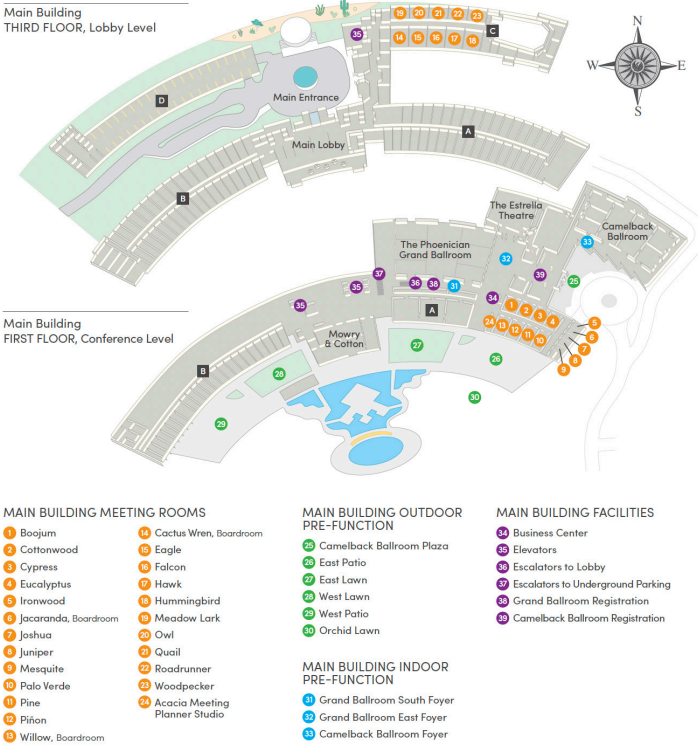 Main Building
THIRD FLOOR, Lobby Level
35
19 20 21 22 23
14 15 16 17 18
C
N
W E
S
D
Main Entrance
A
Main Lobby
B
The Estrella
Theatre
Camelback
Ballroom
33
The Phoenician
Grand Ballroom
32
37
39
25
35
36 38 31
34
35
1 2 3 4
A
24 13 12 11 10
5
6
7
8
9
Main Building
FIRST FLOOR, Conference Level
Mowry
& Cotton
27
26
B
28
30
29
MAIN BUILDING MEETING ROOMS
1 Boojum
2 Cottonwood
3 Cypress
4 Eucalyptus
5 Ironwood
6 Jacaranda, Boardroom
7 Joshua
8 Juniper
9 Mesquite
10 Palo Verde
11 Pine
12 Piñon
13 Willow, Boardroom
14 Cactus Wren, Boardroom
15 Eagle
16 Falcon
17 Hawk
18 Hummingbird
19 Meadow Lark
20 Owl
21 Quail
22 Roadrunner
23 Woodpecker
24 Acacia Meeting
Planner Studio
MAIN BUILDING OUTDOOR
PRE-FUNCTION
25 Camelback Ballroom Plaza
26 East Patio
27 East Lawn
28 West Lawn
29 West Patio
30 Orchid Lawn
MAIN BUILDING INDOOR
PRE-FUNCTION
31 Grand Ballroom South Foyer
32 Grand Ballroom East Foyer
33 Camelback Ballroom Foyer
MAIN BUILDING FACILITIES
34 Business Center
35 Elevators
36 Escalators to Lobby
37 Escalators to Underground Parking
38 Grand Ballroom Registration
39 Camelback Ballroom Registration